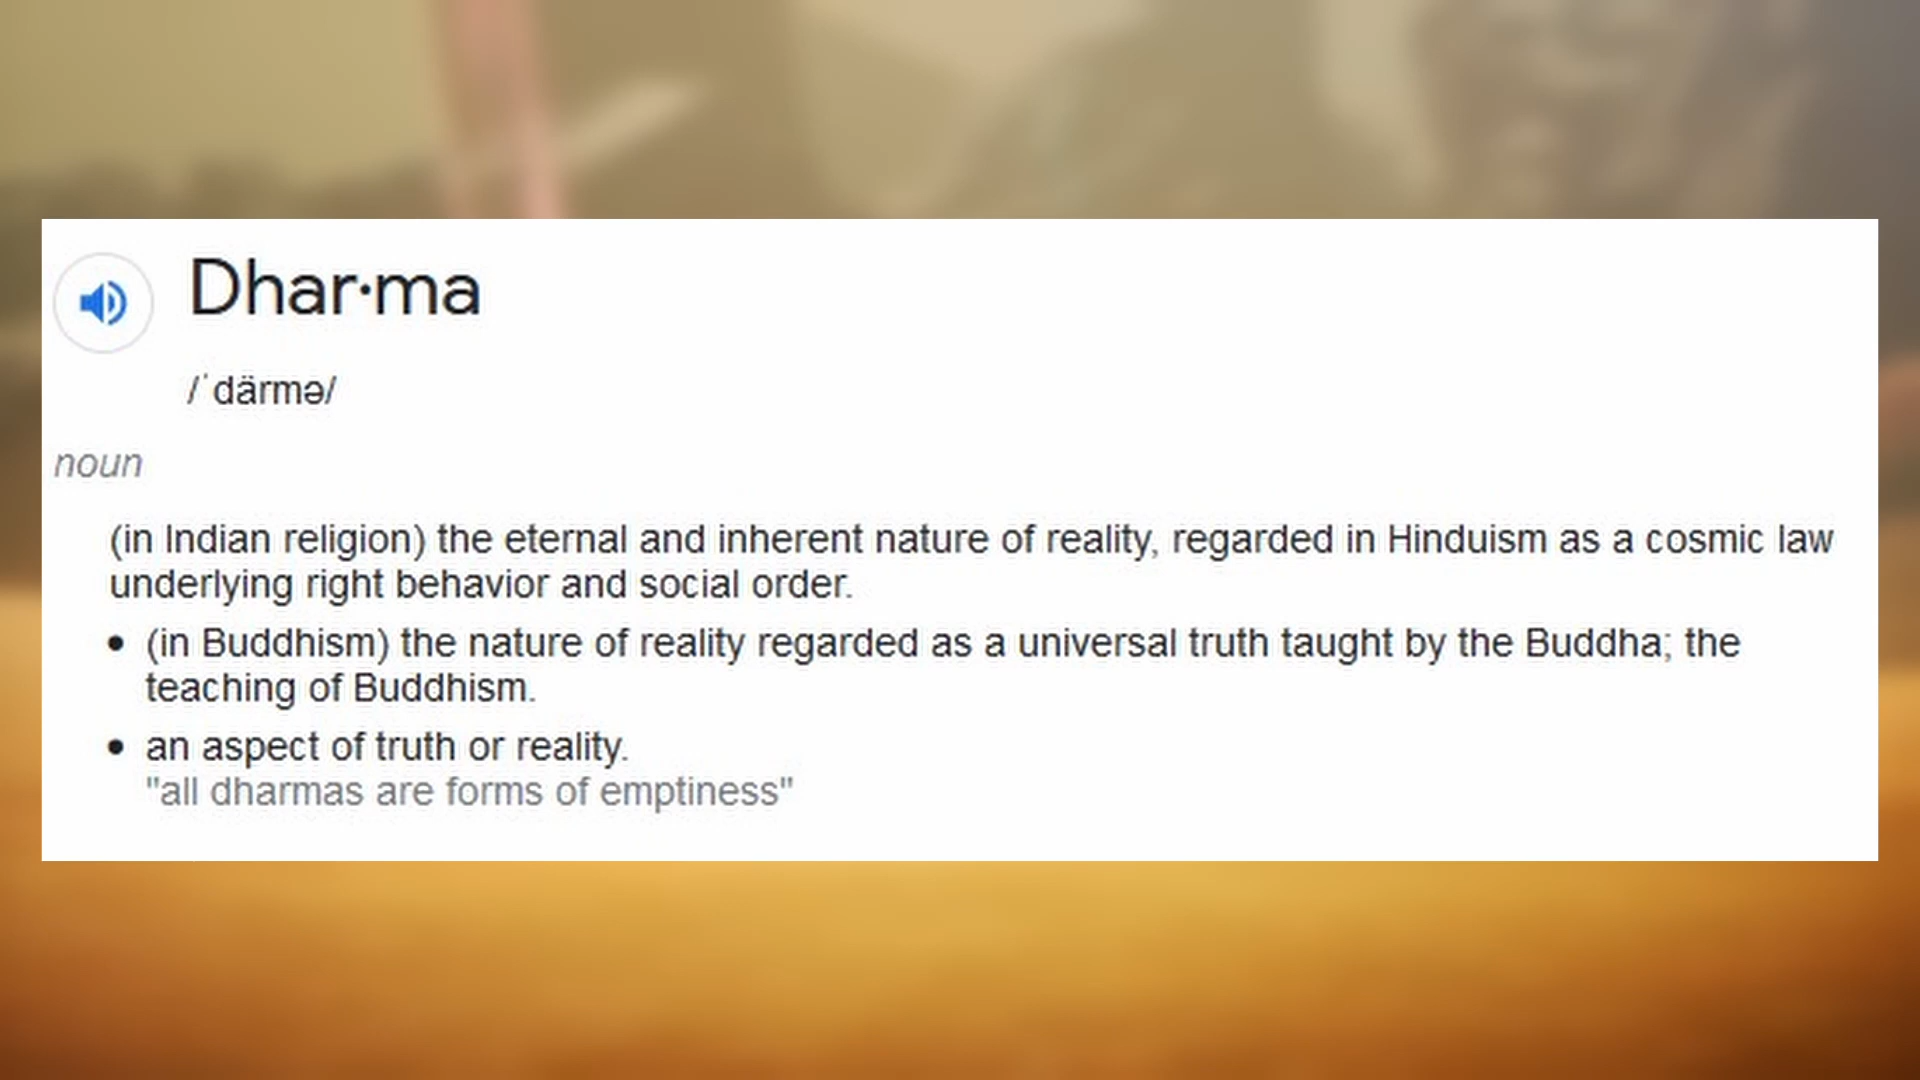 Dhar·ma
/ˈdärmə/
noun
(in Indian religion) the eternal and inherent nature of reality, regarded in Hinduism as a cosmic law
underlying right behavior and social order.
• (in Buddhism) the nature of reality regarded as a universal truth taught by the Buddha; the
teaching of Buddhism.
• an aspect of truth or reality.
"all dharmas are forms of emptiness"